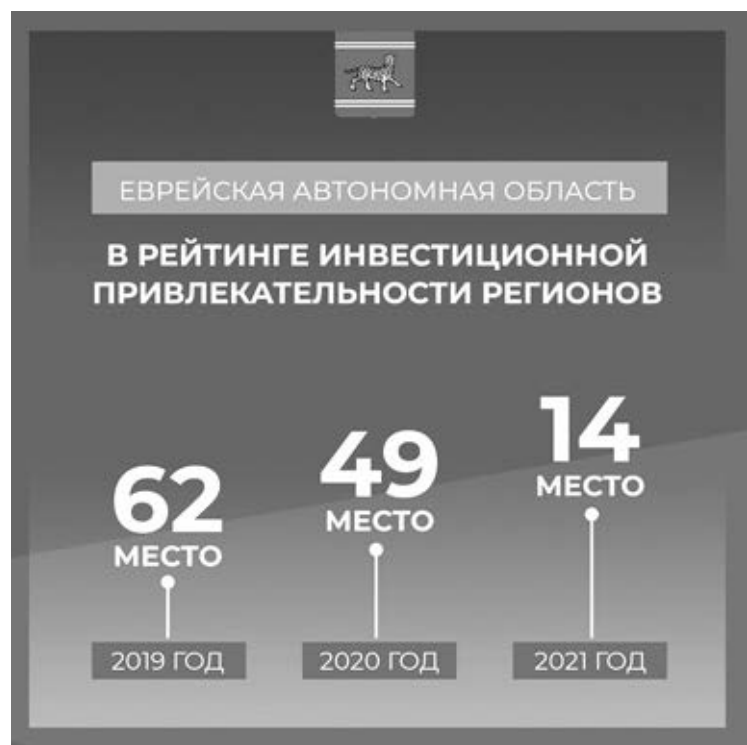 ЕВРЕЙСКАЯ АВТОНОМНАЯ ОБЛАСТЬ
В РЕЙТИНГЕ ИНВЕСТИЦИОННОЙ
ПРИВЛЕКАТЕЛЬНОСТИ РЕГИОНОВ
62
МЕСТО
2019 ГОД
49
МЕСТО
2020 ГОД
14
МЕСТО
2021 ГОД